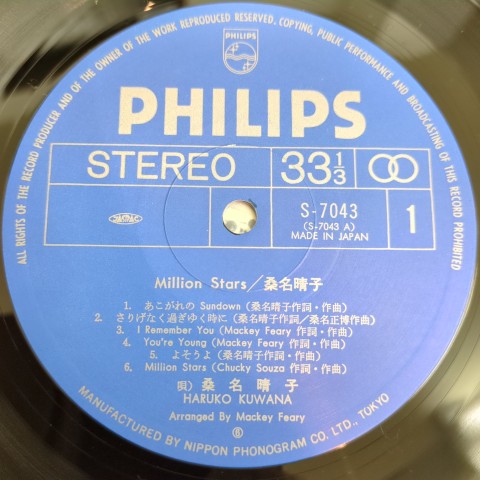 ALL RIGHTS OF THE RECORD PRODUCER AND OF THE OWNER OF THE WORK REPRODUCED RESERVED. COPYING, PUBLIC PERFORMANCE AND BROADCASTING OF THIS RECORD PROHIBITED
PHILIPS
PHILIPS
STEREO
33 1/3
S-7043
(S-7043 A)
MADE IN JAPAN
1
JASRAC
Million Stars／桑名晴子
1. あこがれの Sundown (桑名晴子作詞・作曲)
2. さりげなく過ぎゆく時に (桑名晴子作詞／桑名正博作曲)
3. I Remember You (Mackey Feary 作詞・作曲)
4. You're Young (Mackey Feary 作詞・作曲)
5. よそうよ (桑名晴子作詞・作曲)
6. Million Stars (Chucky Souza 作詞・作曲)
唄) 桑名晴子
HARUKO KUWANA
Arranged By Mackey Feary
MANUFACTURED BY NIPPON PHONOGRAM CO. LTD., TOKYO